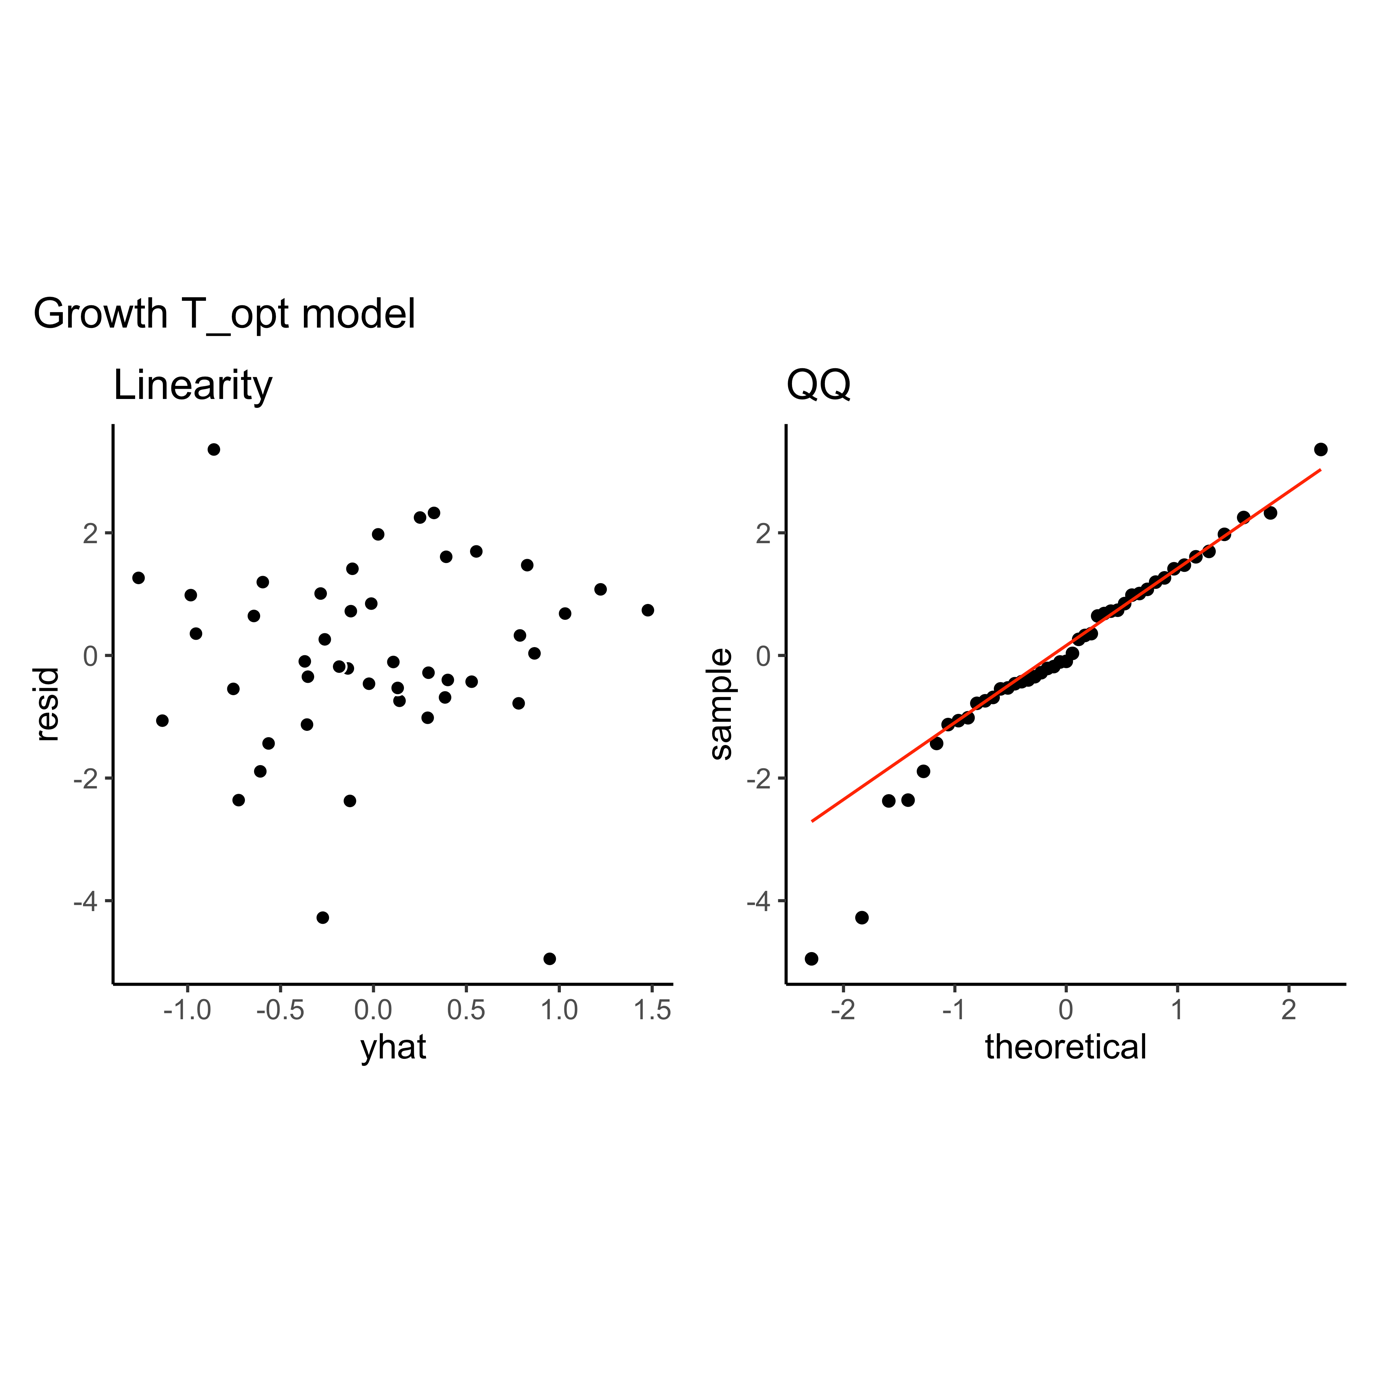 Growth T_opt model
Linearity
resid
2
0
-2
-4
-1.0 -0.5 0.0 0.5 1.0 1.5
yhat
QQ
sample
2
0
-2
-4
-2 -1 0 1 2
theoretical